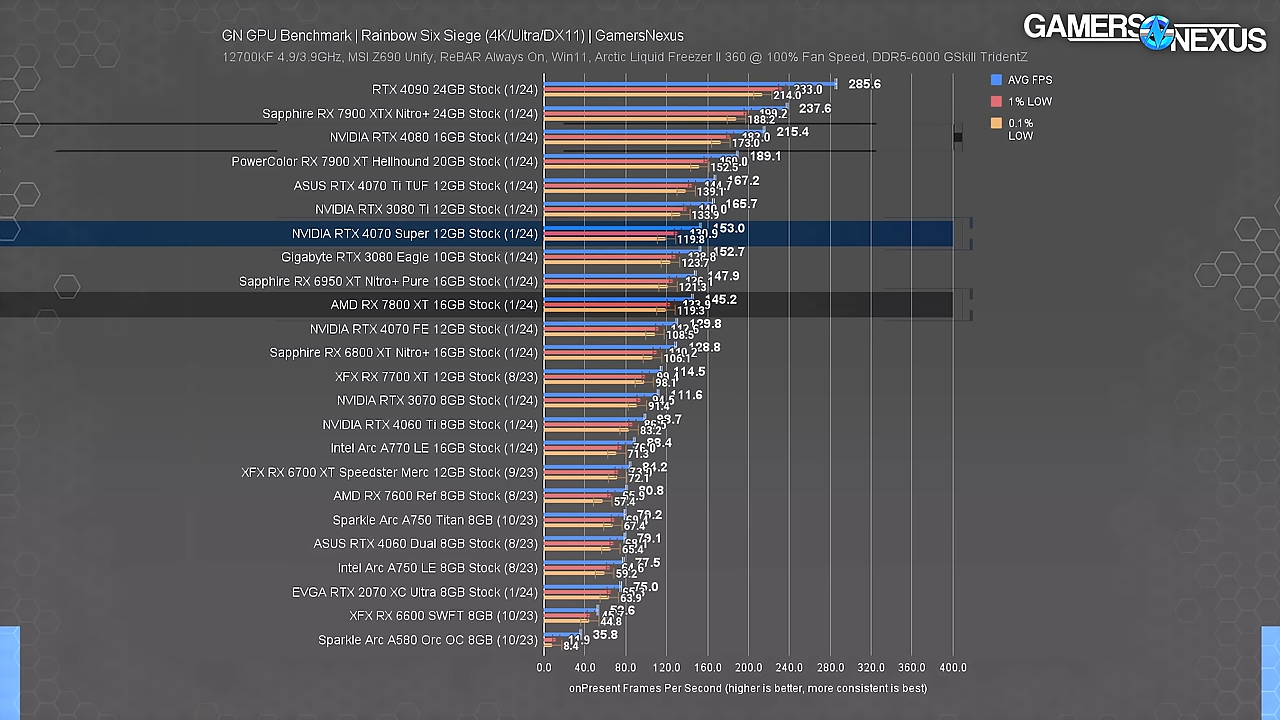 GAMERS NEXUS
GN GPU Benchmark | Rainbow Six Siege (4K/Ultra/DX11) | GamersNexus
12700KF 4.9/3.9GHz, MSI Z690 Unify, ReBAR Always On, Win11, Arctic Liquid Freezer II 360 @ 100% Fan Speed, DDR5-6000 GSkill TridentZ
AVG FPS
1% LOW
0.1% LOW
RTX 4090 24GB Stock (1/24) 285.6 233.0 214.0
Sapphire RX 7900 XTX Nitro+ 24GB Stock (1/24) 237.6 199.2 188.2
NVIDIA RTX 4080 16GB Stock (1/24) 215.4 173.0
PowerColor RX 7900 XT Hellhound 20GB Stock (1/24) 189.1 152.5
ASUS RTX 4070 Ti TUF 12GB Stock (1/24) 167.2 139.1
NVIDIA RTX 3080 Ti 12GB Stock (1/24) 165.7 133.9
NVIDIA RTX 4070 Super 12GB Stock (1/24) 153.0 119.8
Gigabyte RTX 3080 Eagle 10GB Stock (1/24) 152.7 123.7
Sapphire RX 6950 XT Nitro+ Pure 16GB Stock (1/24) 147.9 121.3
AMD RX 7800 XT 16GB Stock (1/24) 145.2 119.3
NVIDIA RTX 4070 FE 12GB Stock (1/24) 129.8 108.5
Sapphire RX 6800 XT Nitro+ 16GB Stock (1/24) 128.8 106.1
XFX RX 7700 XT 12GB Stock (8/23) 114.5 98.1
NVIDIA RTX 3070 8GB Stock (1/24) 111.6 91.4
NVIDIA RTX 4060 Ti 8GB Stock (1/24) 83.2
Intel Arc A770 LE 16GB Stock (1/24) 88.4 71.3
XFX RX 6700 XT Speedster Merc 12GB Stock (9/23) 84.2 72.1
AMD RX 7600 Ref 8GB Stock (8/23) 80.8 57.4
Sparkle Arc A750 Titan 8GB (10/23) 79.2 67.4
ASUS RTX 4060 Dual 8GB Stock (8/23) 79.1 65.4
Intel Arc A750 LE 8GB Stock (8/23) 77.5 59.2
EVGA RTX 2070 XC Ultra 8GB Stock (1/24) 75.0 63.9
XFX RX 6600 SWFT 8GB (10/23) 44.8
Sparkle Arc A580 Orc OC 8GB (10/23) 35.8 11.9 8.4
0.0 40.0 80.0 120.0 160.0 200.0 240.0 280.0 320.0 360.0 400.0
onPresent Frames Per Second (higher is better, more consistent is best)